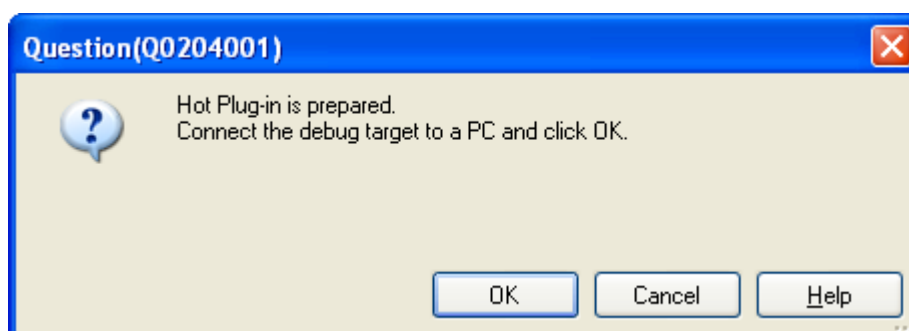 Question(Q0204001)
Hot Plug-in is prepared.
Connect the debug target to a PC and click OK.
OK
Cancel
Help